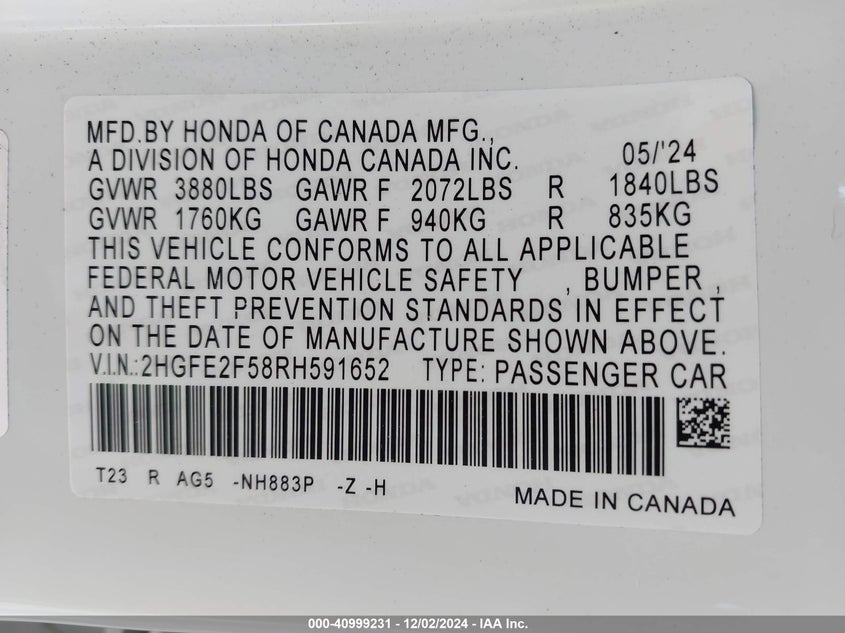 MFD.BY HONDA OF CANADA MFG.,
A DIVISION OF HONDA CANADA INC. 05/'24
GVWR 3880LBS GAWR F 2072LBS R 1840LBS
GVWR 1760KG GAWR F 940KG R 835KG
THIS VEHICLE CONFORMS TO ALL APPLICABLE
FEDERAL MOTOR VEHICLE SAFETY , BUMPER ,
AND THEFT PREVENTION STANDARDS IN EFFECT
ON THE DATE OF MANUFACTURE SHOWN ABOVE.
V.I.N.:2HGFE2F58RH591652 TYPE: PASSENGER CAR
T23 R AG5 -NH883P -Z -H
MADE IN CANADA
000-40999231 - 12/02/2024 - IAA Inc.